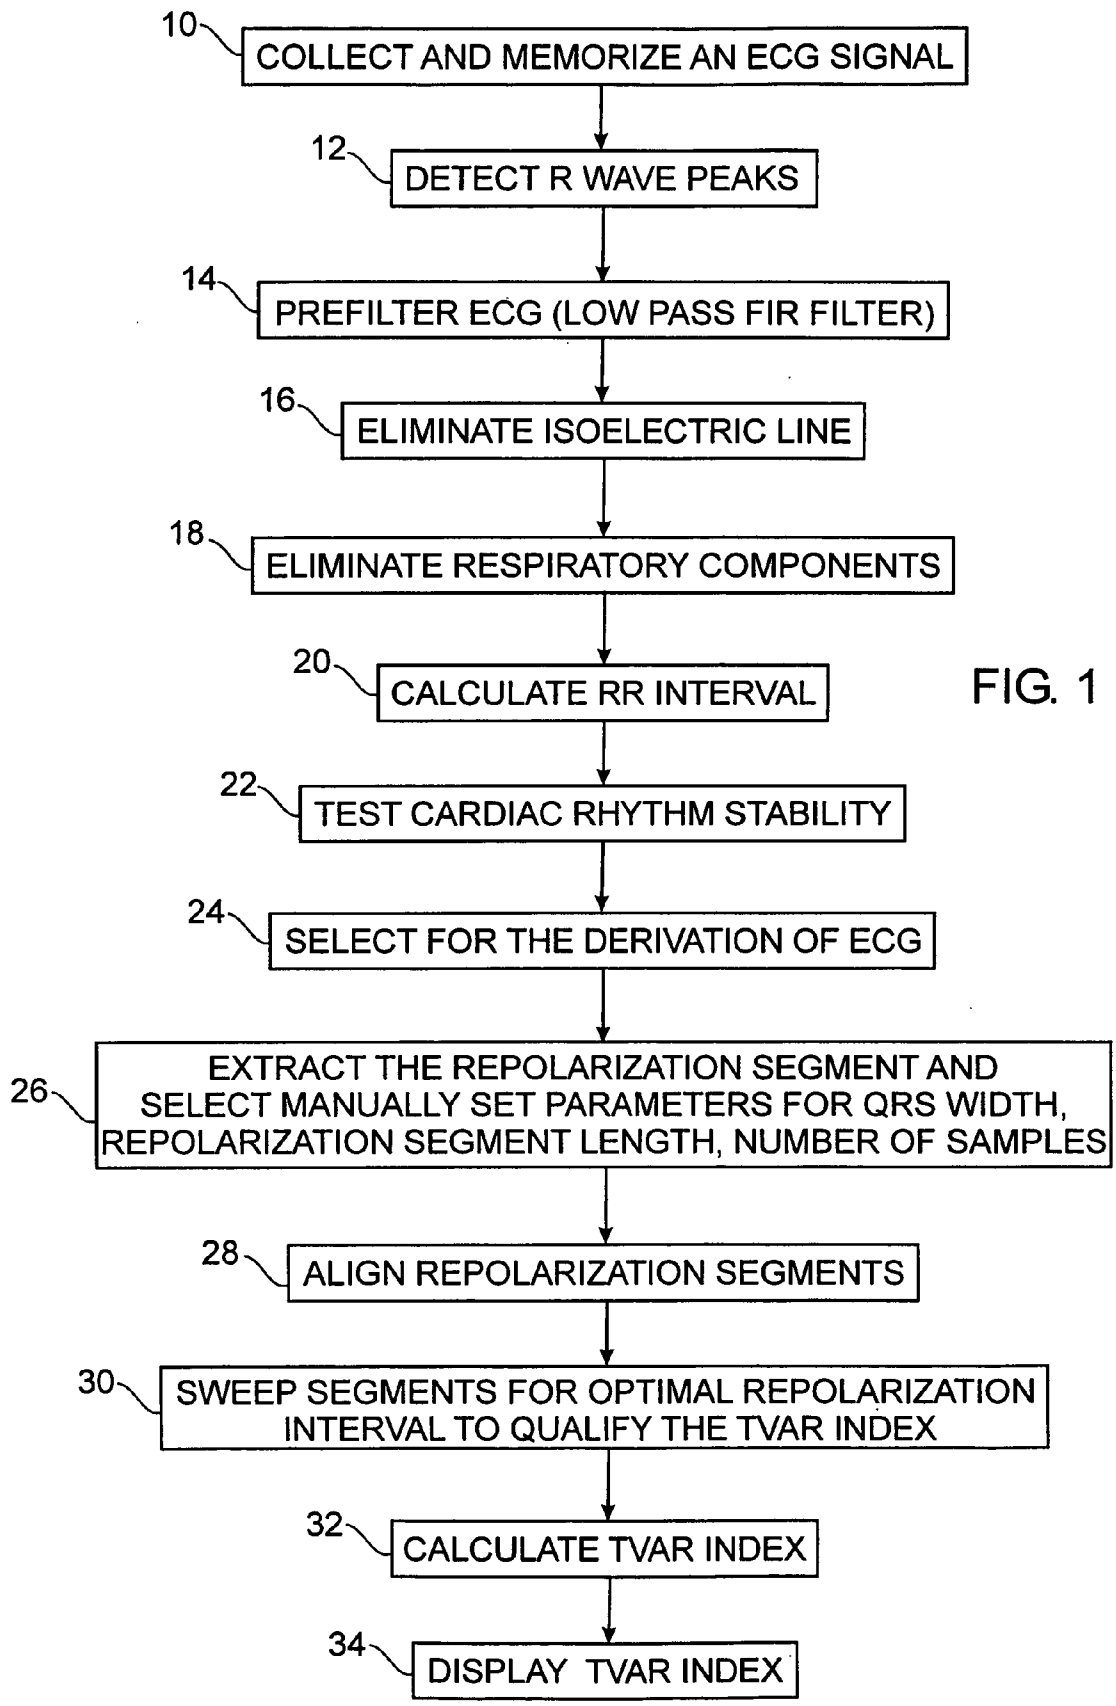 10
COLLECT AND MEMORIZE AN ECG SIGNAL
12
DETECT R WAVE PEAKS
14
PREFILTER ECG (LOW PASS FIR FILTER)
16
ELIMINATE ISOELECTRIC LINE
18
ELIMINATE RESPIRATORY COMPONENTS
20
CALCULATE RR INTERVAL
FIG. 1
22
TEST CARDIAC RHYTHM STABILITY
24
SELECT FOR THE DERIVATION OF ECG
26
EXTRACT THE REPOLARIZATION SEGMENT AND
SELECT MANUALLY SET PARAMETERS FOR QRS WIDTH,
REPOLARIZATION SEGMENT LENGTH, NUMBER OF SAMPLES
28
ALIGN REPOLARIZATION SEGMENTS
30
SWEEP SEGMENTS FOR OPTIMAL REPOLARIZATION
INTERVAL TO QUALIFY THE TVAR INDEX
32
CALCULATE TVAR INDEX
34
DISPLAY TVAR INDEX